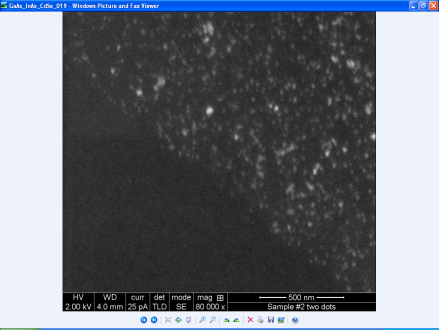 GaAs_InAs_CdSe_019 - Windows Picture and Fax Viewer
HV WD curr det mode mag 500 nm
2.00 kV 4.0 mm 25 pA TLD SE 80 000 x Sample #2 two dots